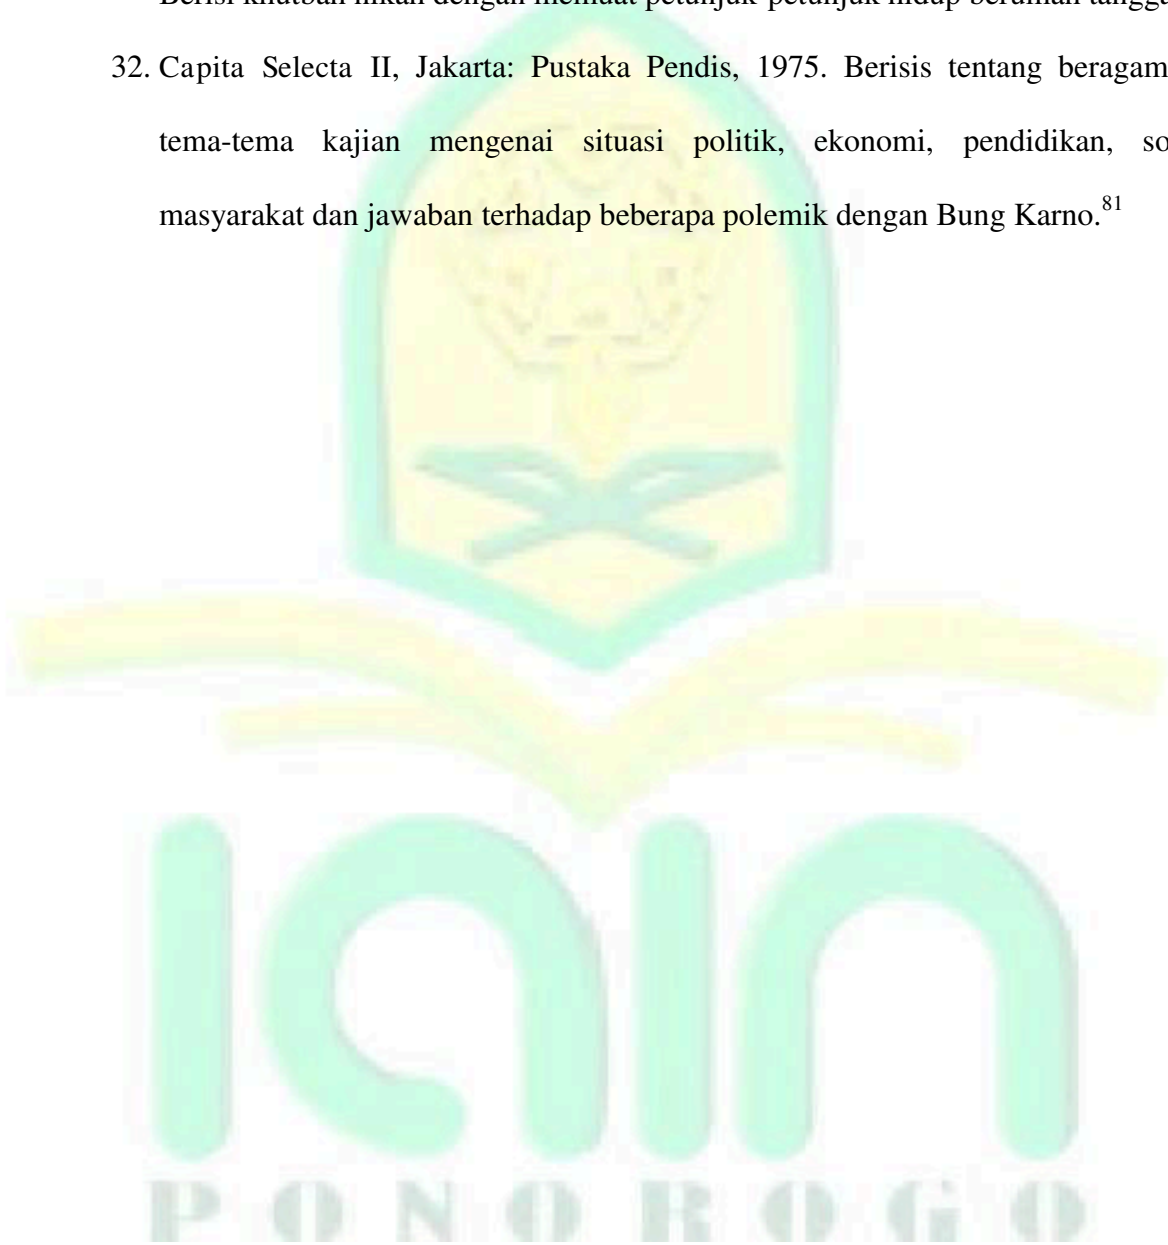 Berisi khutbah nikah dengan memuat petunjuk-petunjuk hidup berumah tangga
32. Capita Selecta II, Jakarta: Pustaka Pendis, 1975. Berisis tentang beragam
tema-tema kajian mengenai situasi politik, ekonomi, pendidikan, so
masyarakat dan jawaban terhadap beberapa polemik dengan Bung Karno.81
iain
PONOROGO